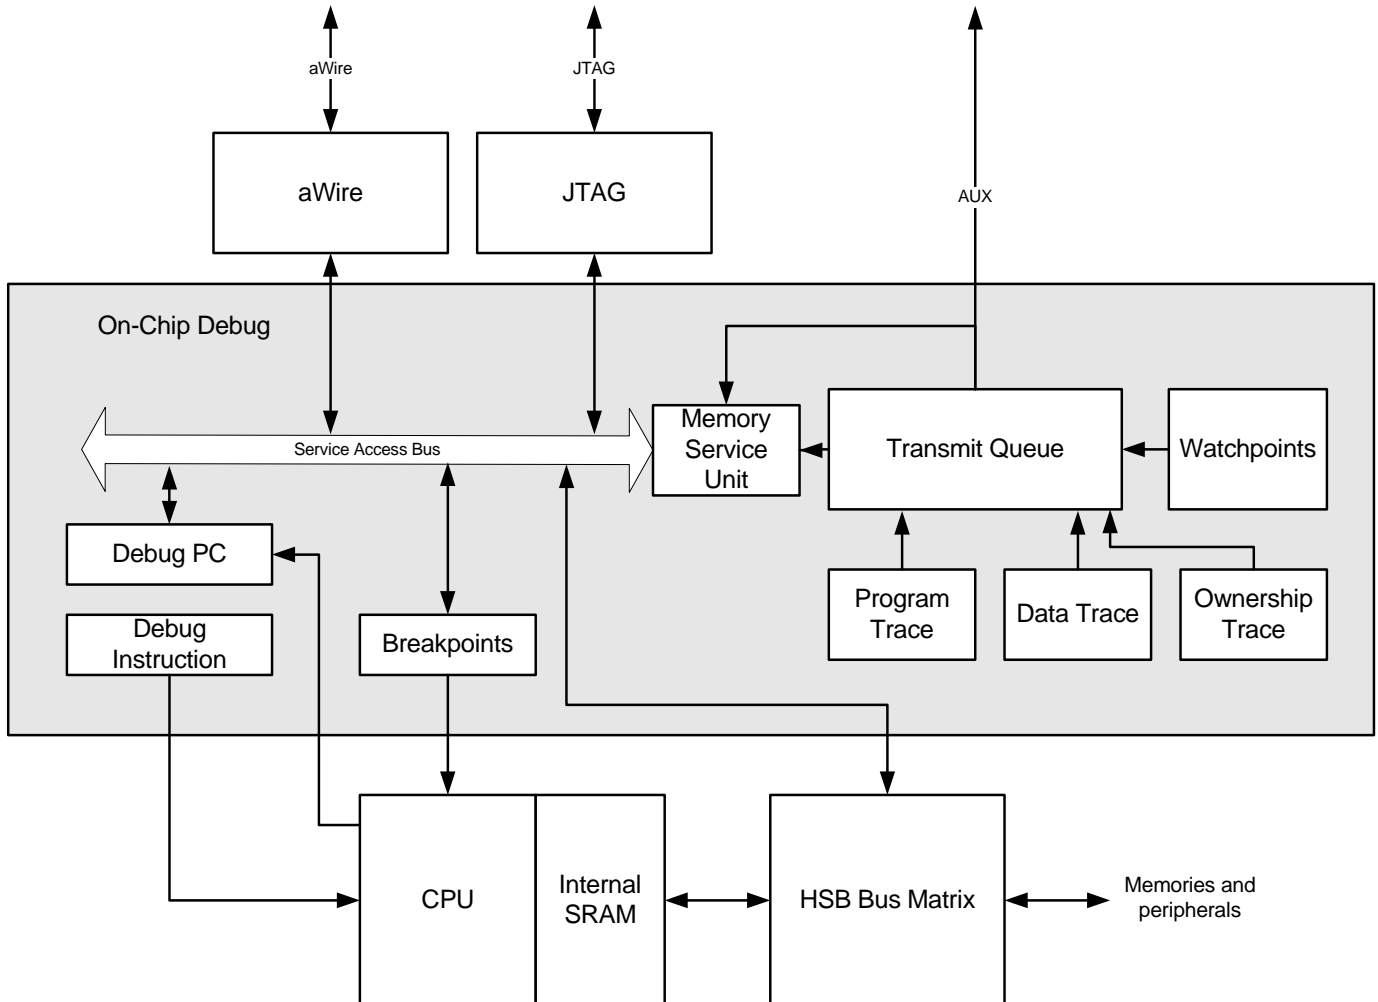 aWire
JTAG
aWire
JTAG
AUX
On-Chip Debug
Service Access Bus
Memory
Service
Unit
Transmit Queue
Watchpoints
Debug PC
Debug
Instruction
Breakpoints
Program
Trace
Data Trace
Ownership
Trace
CPU
Internal
SRAM
HSB Bus Matrix
Memories and
peripherals